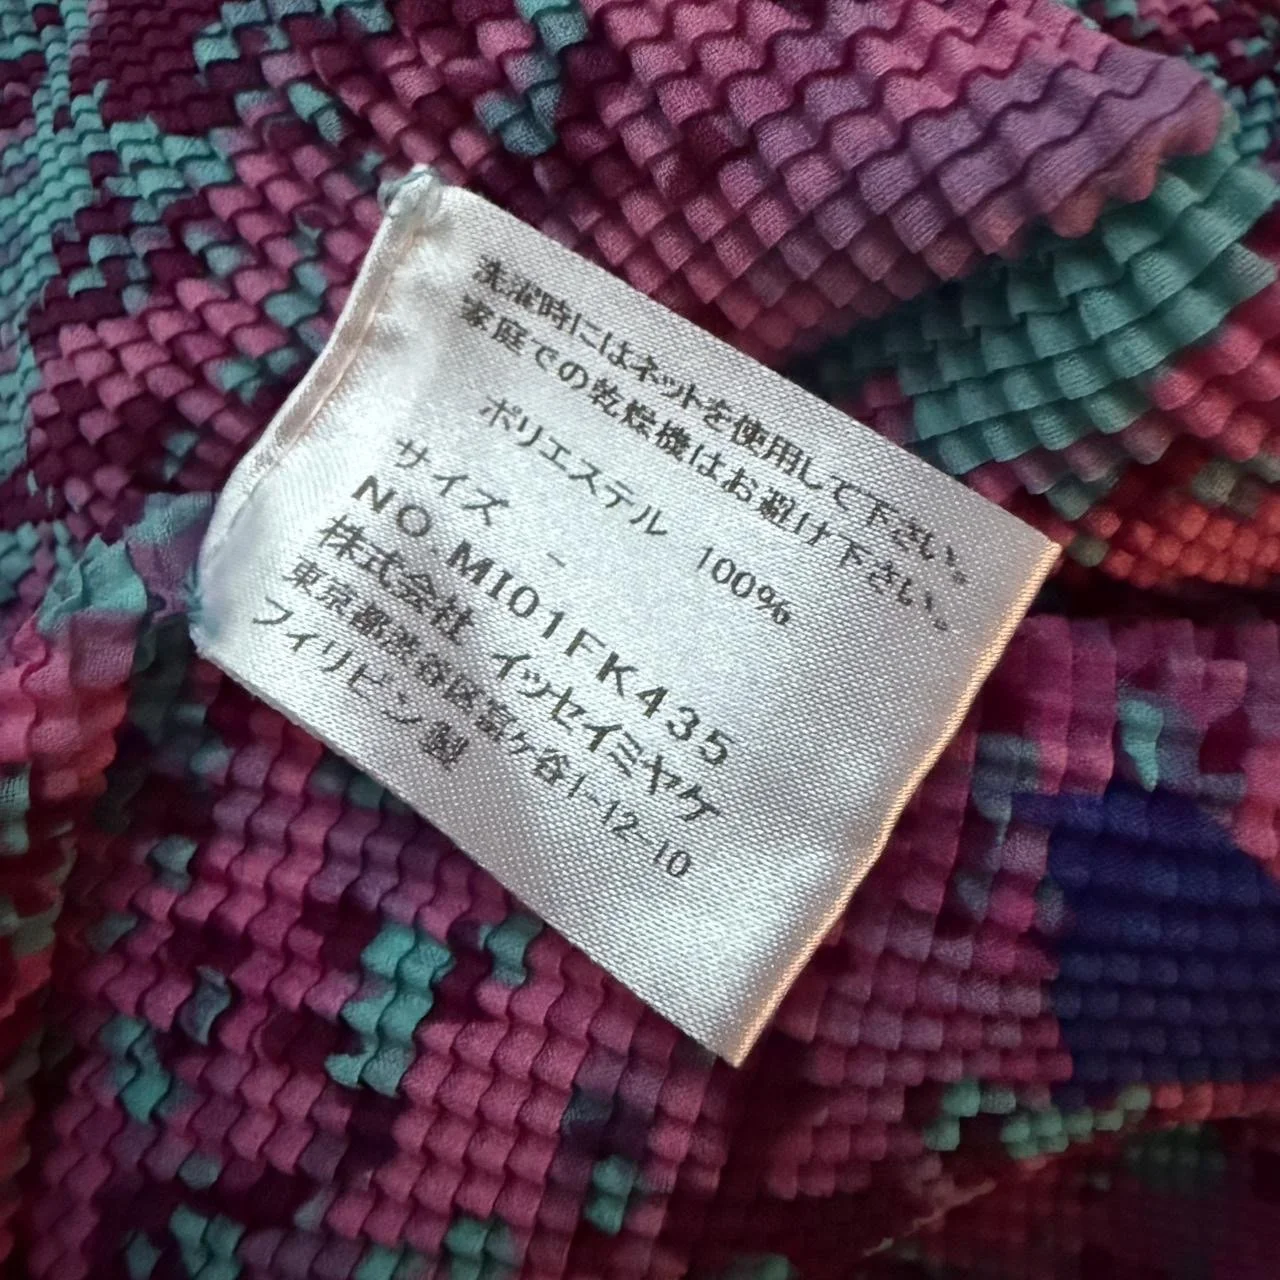 洗濯時にはネットを使用して下さい。
家庭での乾燥機はお避け下さい。
ポリエステル 100%
サイズ -
NO.MI01FK435
株式会社 イッセイミヤケ
東京都渋谷区富ヶ谷1-12-10
フィリピン製